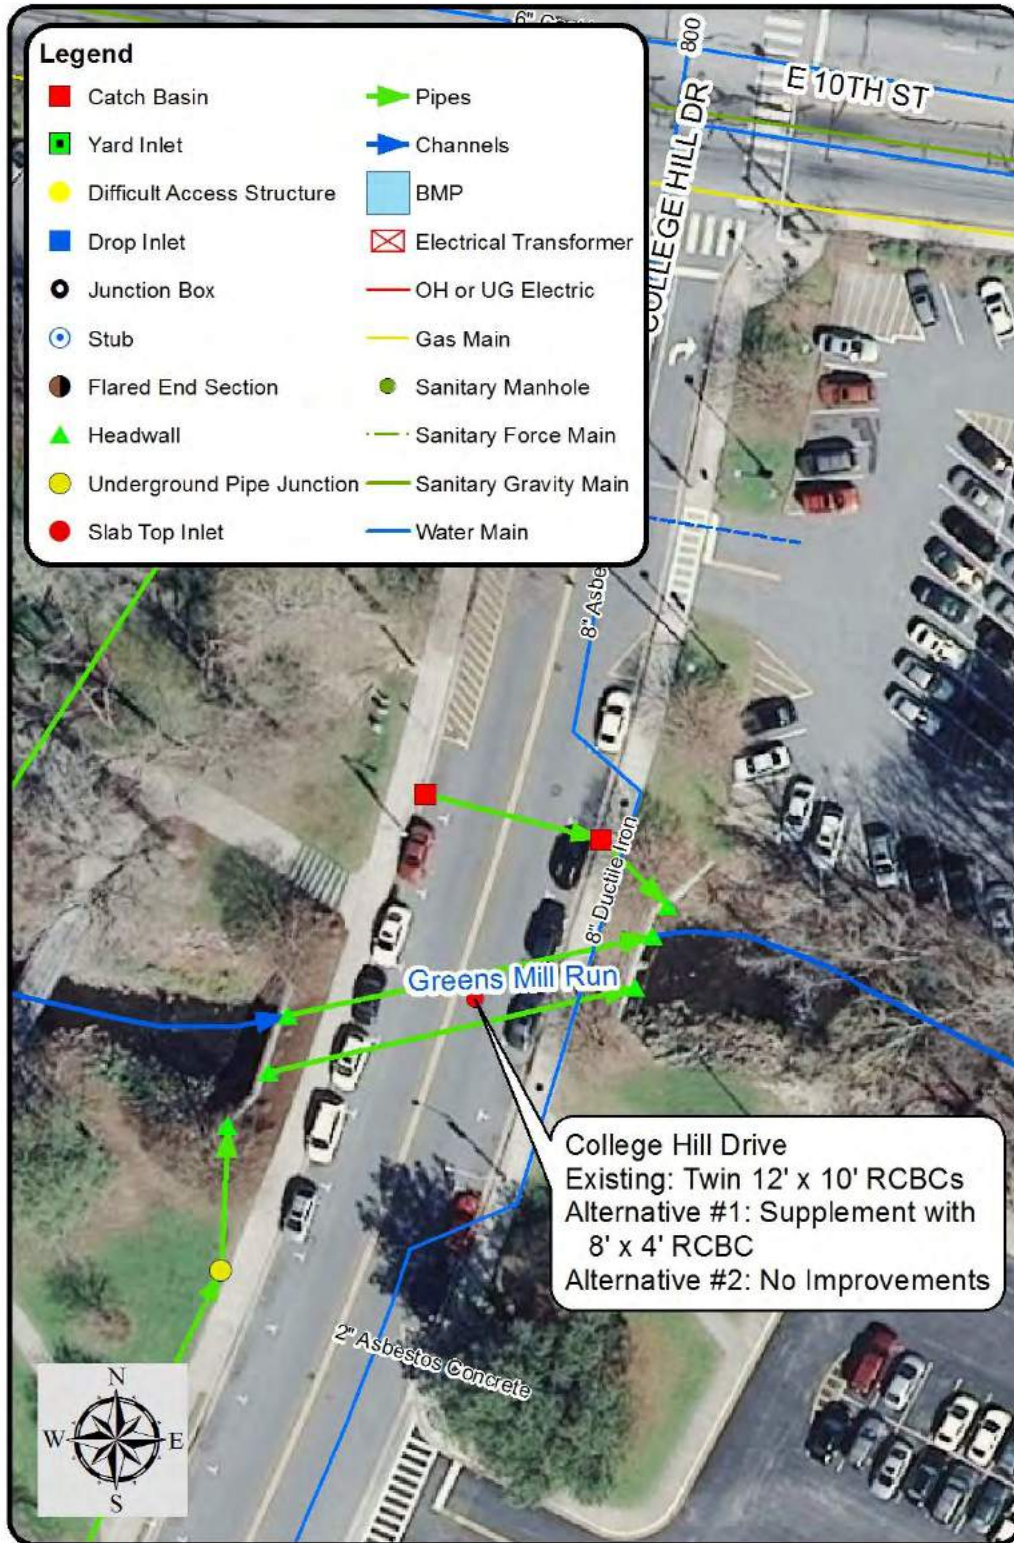 6"
800
E 10TH ST
COLLEGE HILL DR
Legend
Catch Basin
Yard Inlet
Difficult Access Structure
Drop Inlet
Junction Box
Stub
Flared End Section
Headwall
Underground Pipe Junction
Slab Top Inlet
Pipes
Channels
BMP
Electrical Transformer
OH or UG Electric
Gas Main
Sanitary Manhole
Sanitary Force Main
Sanitary Gravity Main
Water Main
8" Asbe
8" Ductile Iron
Greens Mill Run
College Hill Drive
Existing: Twin 12' x 10' RCBCs
Alternative #1: Supplement with
8' x 4' RCBC
Alternative #2: No Improvements
2" Asbestos Concrete
N
W
E
S